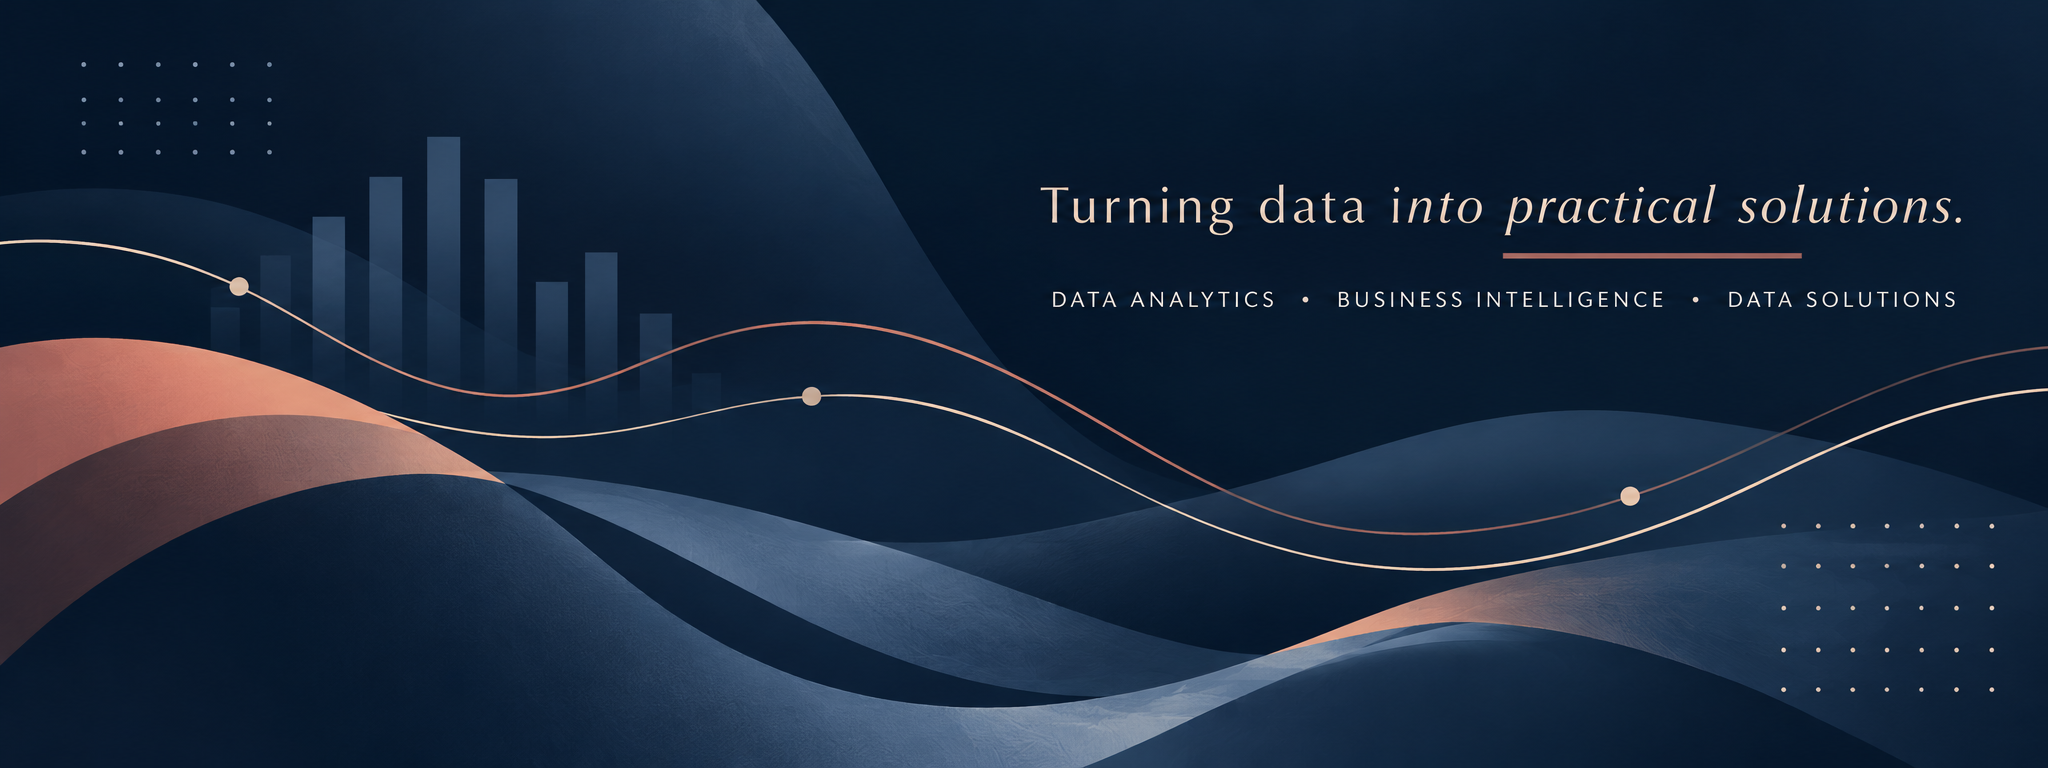 Turning data into practical solutions.
DATA ANALYTICS • BUSINESS INTELLIGENCE • DATA SOLUTIONS